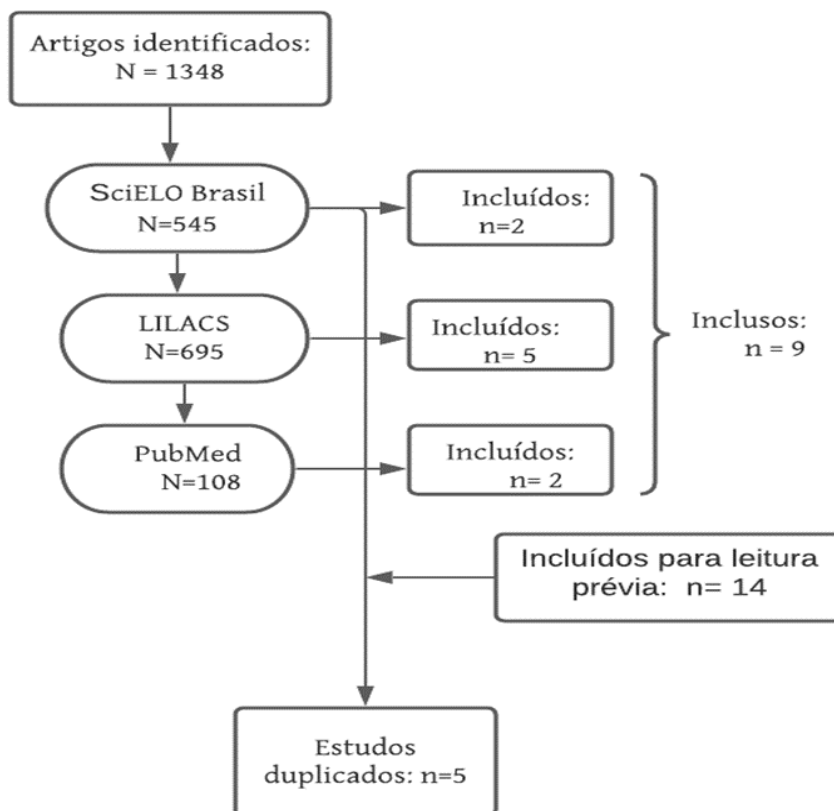 Artigos identificados:
N = 1348
SciELO Brasil
N=545
Incluídos:
n=2
LILACS
N=695
Incluídos:
n= 5
Inclusos:
n = 9
PubMed
N=108
Incluídos:
n= 2
Incluídos para leitura
prévia: n= 14
Estudos
duplicados: n=5